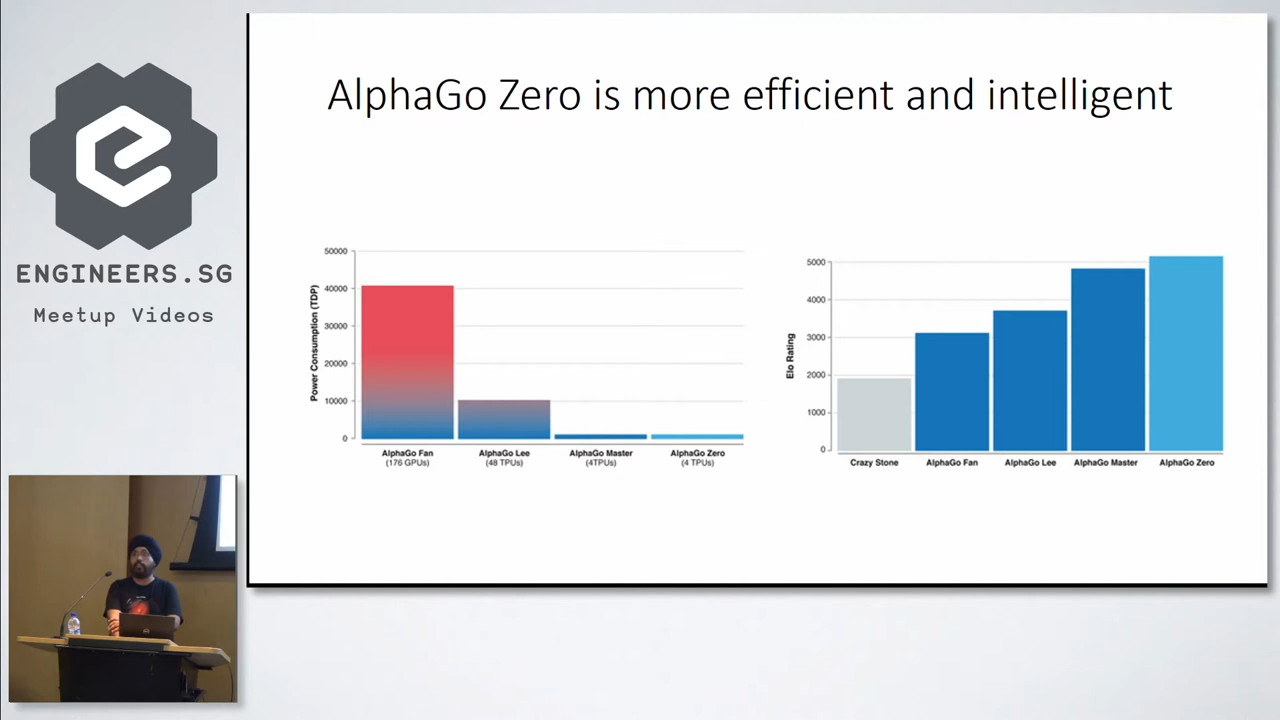 AlphaGo Zero is more efficient and intelligent
ENGINEERS.SG
Meetup Videos
Power Consumption (TDP)
50000
40000
30000
20000
10000
0
AlphaGo Fan
(176 GPUs)
AlphaGo Lee
(48 TPUs)
AlphaGo Master
(4TPUs)
AlphaGo Zero
(4 TPUs)
Elo Rating
5000
4000
3000
2000
1000
0
Crazy Stone
AlphaGo Fan
AlphaGo Lee
AlphaGo Master
AlphaGo Zero